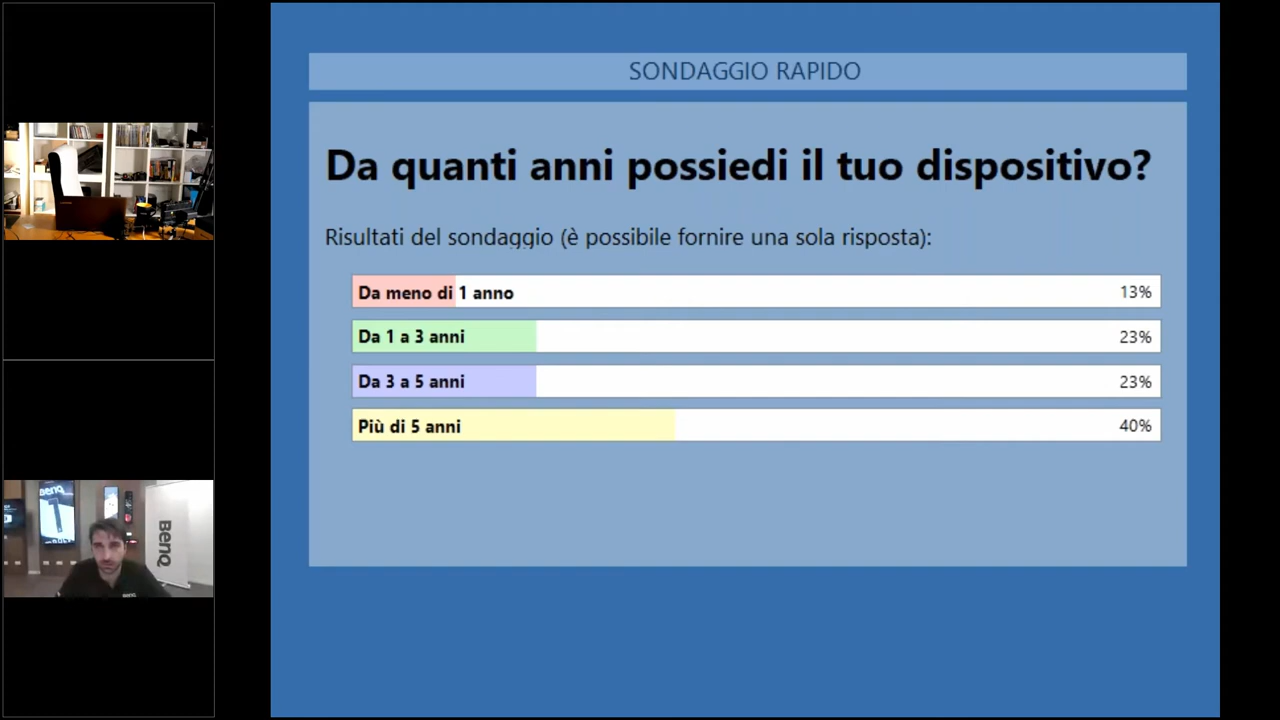 SONDAGGIO RAPIDO
Da quanti anni possiedi il tuo dispositivo?
Risultati del sondaggio (è possibile fornire una sola risposta):
Da meno di 1 anno 13%
Da 1 a 3 anni 23%
Da 3 a 5 anni 23%
Più di 5 anni 40%
BenQ
BenQ
BenQ